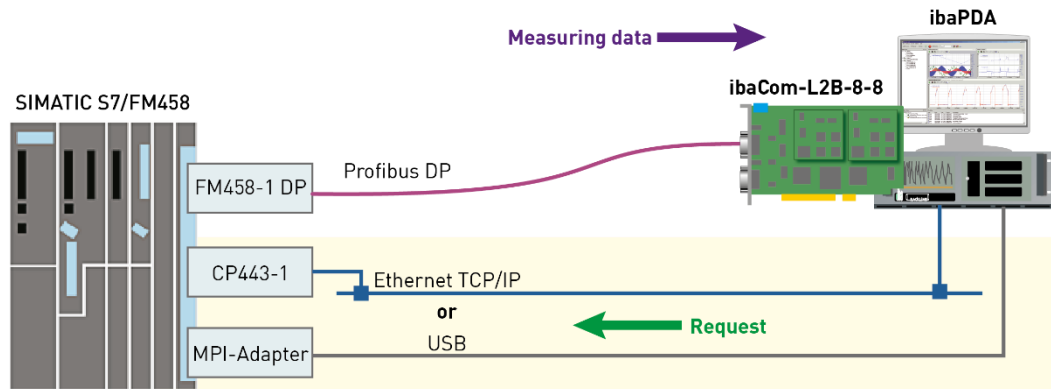 ibaPDA
Measuring data
ibaCom-L2B-8-8
SIMATIC S7/FM458
FM458-1 DP
Profibus DP
CP443-1
Ethernet TCP/IP
or
Request
USB
MPI-Adapter